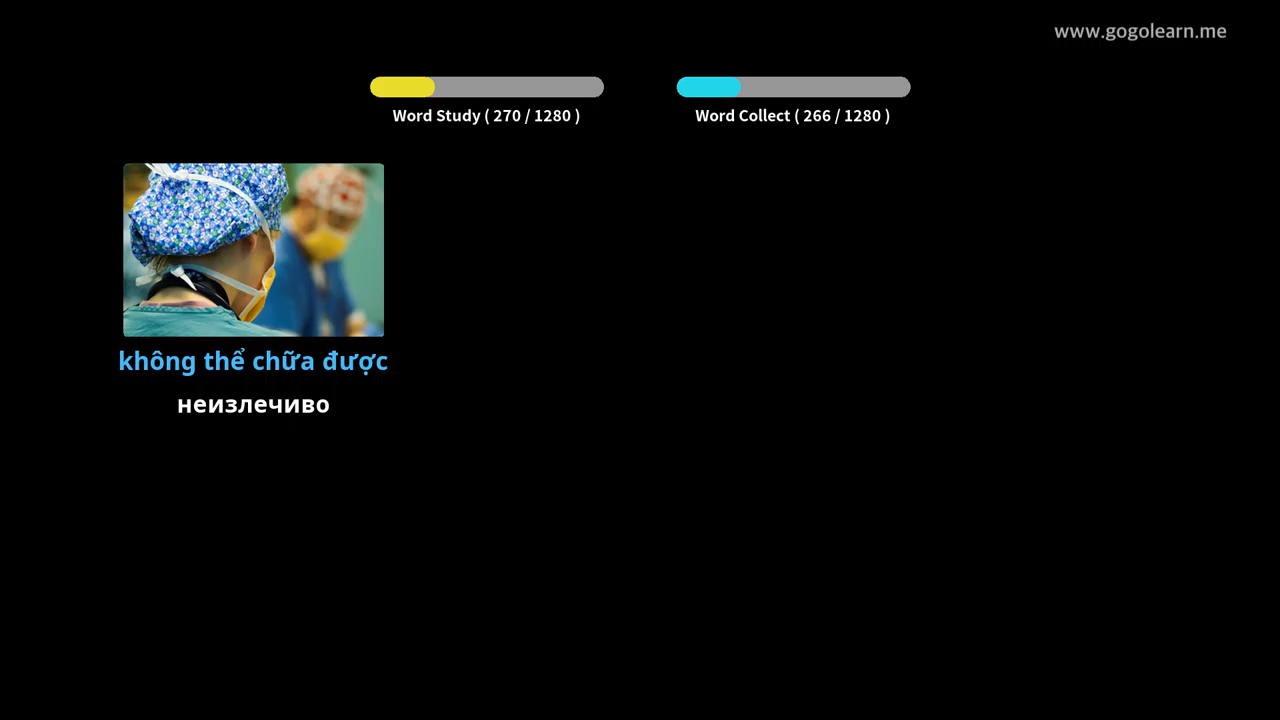 www.gogolearn.me
Word Study ( 270 / 1280 )
Word Collect ( 266 / 1280 )
không thể chữa được
неизлечиво